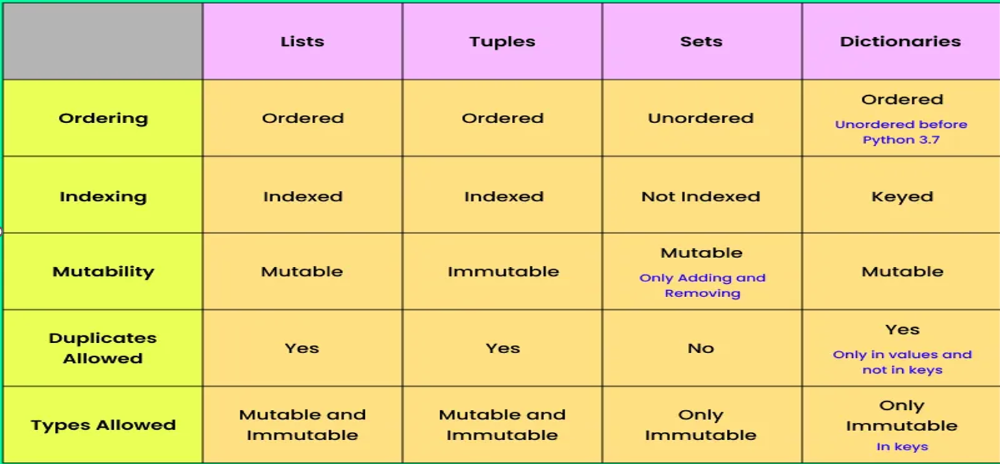 Lists Tuples Sets Dictionaries
Ordering Ordered Ordered Unordered Ordered
Unordered before
Python 3.7
Indexing Indexed Indexed Not Indexed Keyed
Mutability Mutable Immutable Mutable
Only Adding and
Removing
Mutable
Duplicates
Allowed
Yes Yes No Yes
Only in values and
not in keys
Types Allowed
Mutable and
Immutable
Mutable and
Immutable
Only
Immutable
Only
Immutable
In keys